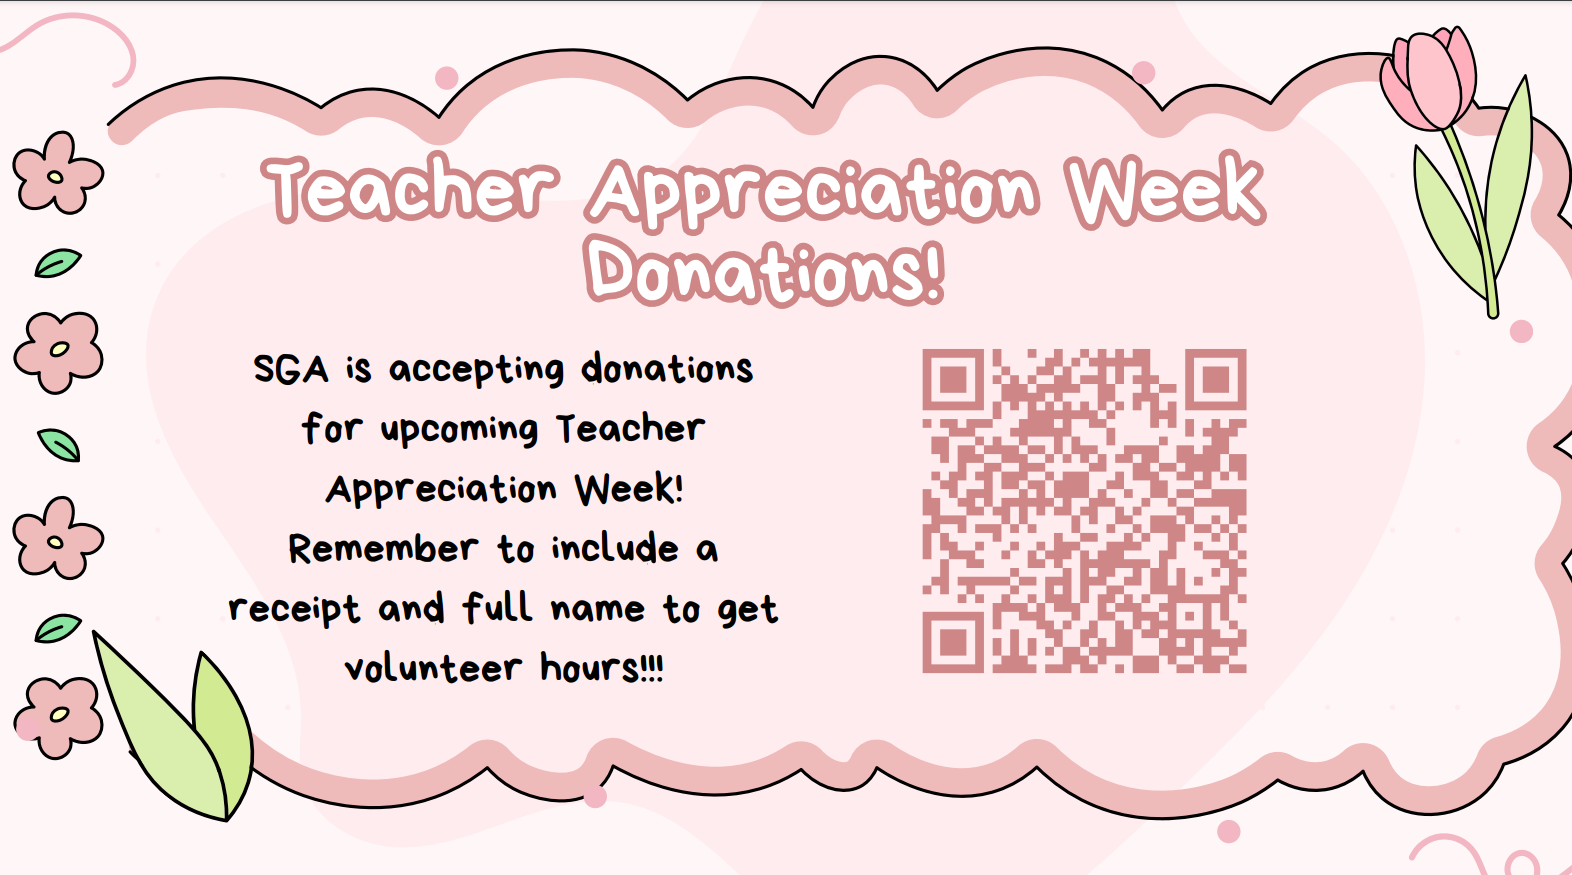 Teacher Appreciation Week
Donations!
SGA is accepting donations
for upcoming Teacher
Appreciation Week!
Remember to include a
receipt and full name to get
volunteer hours!!!